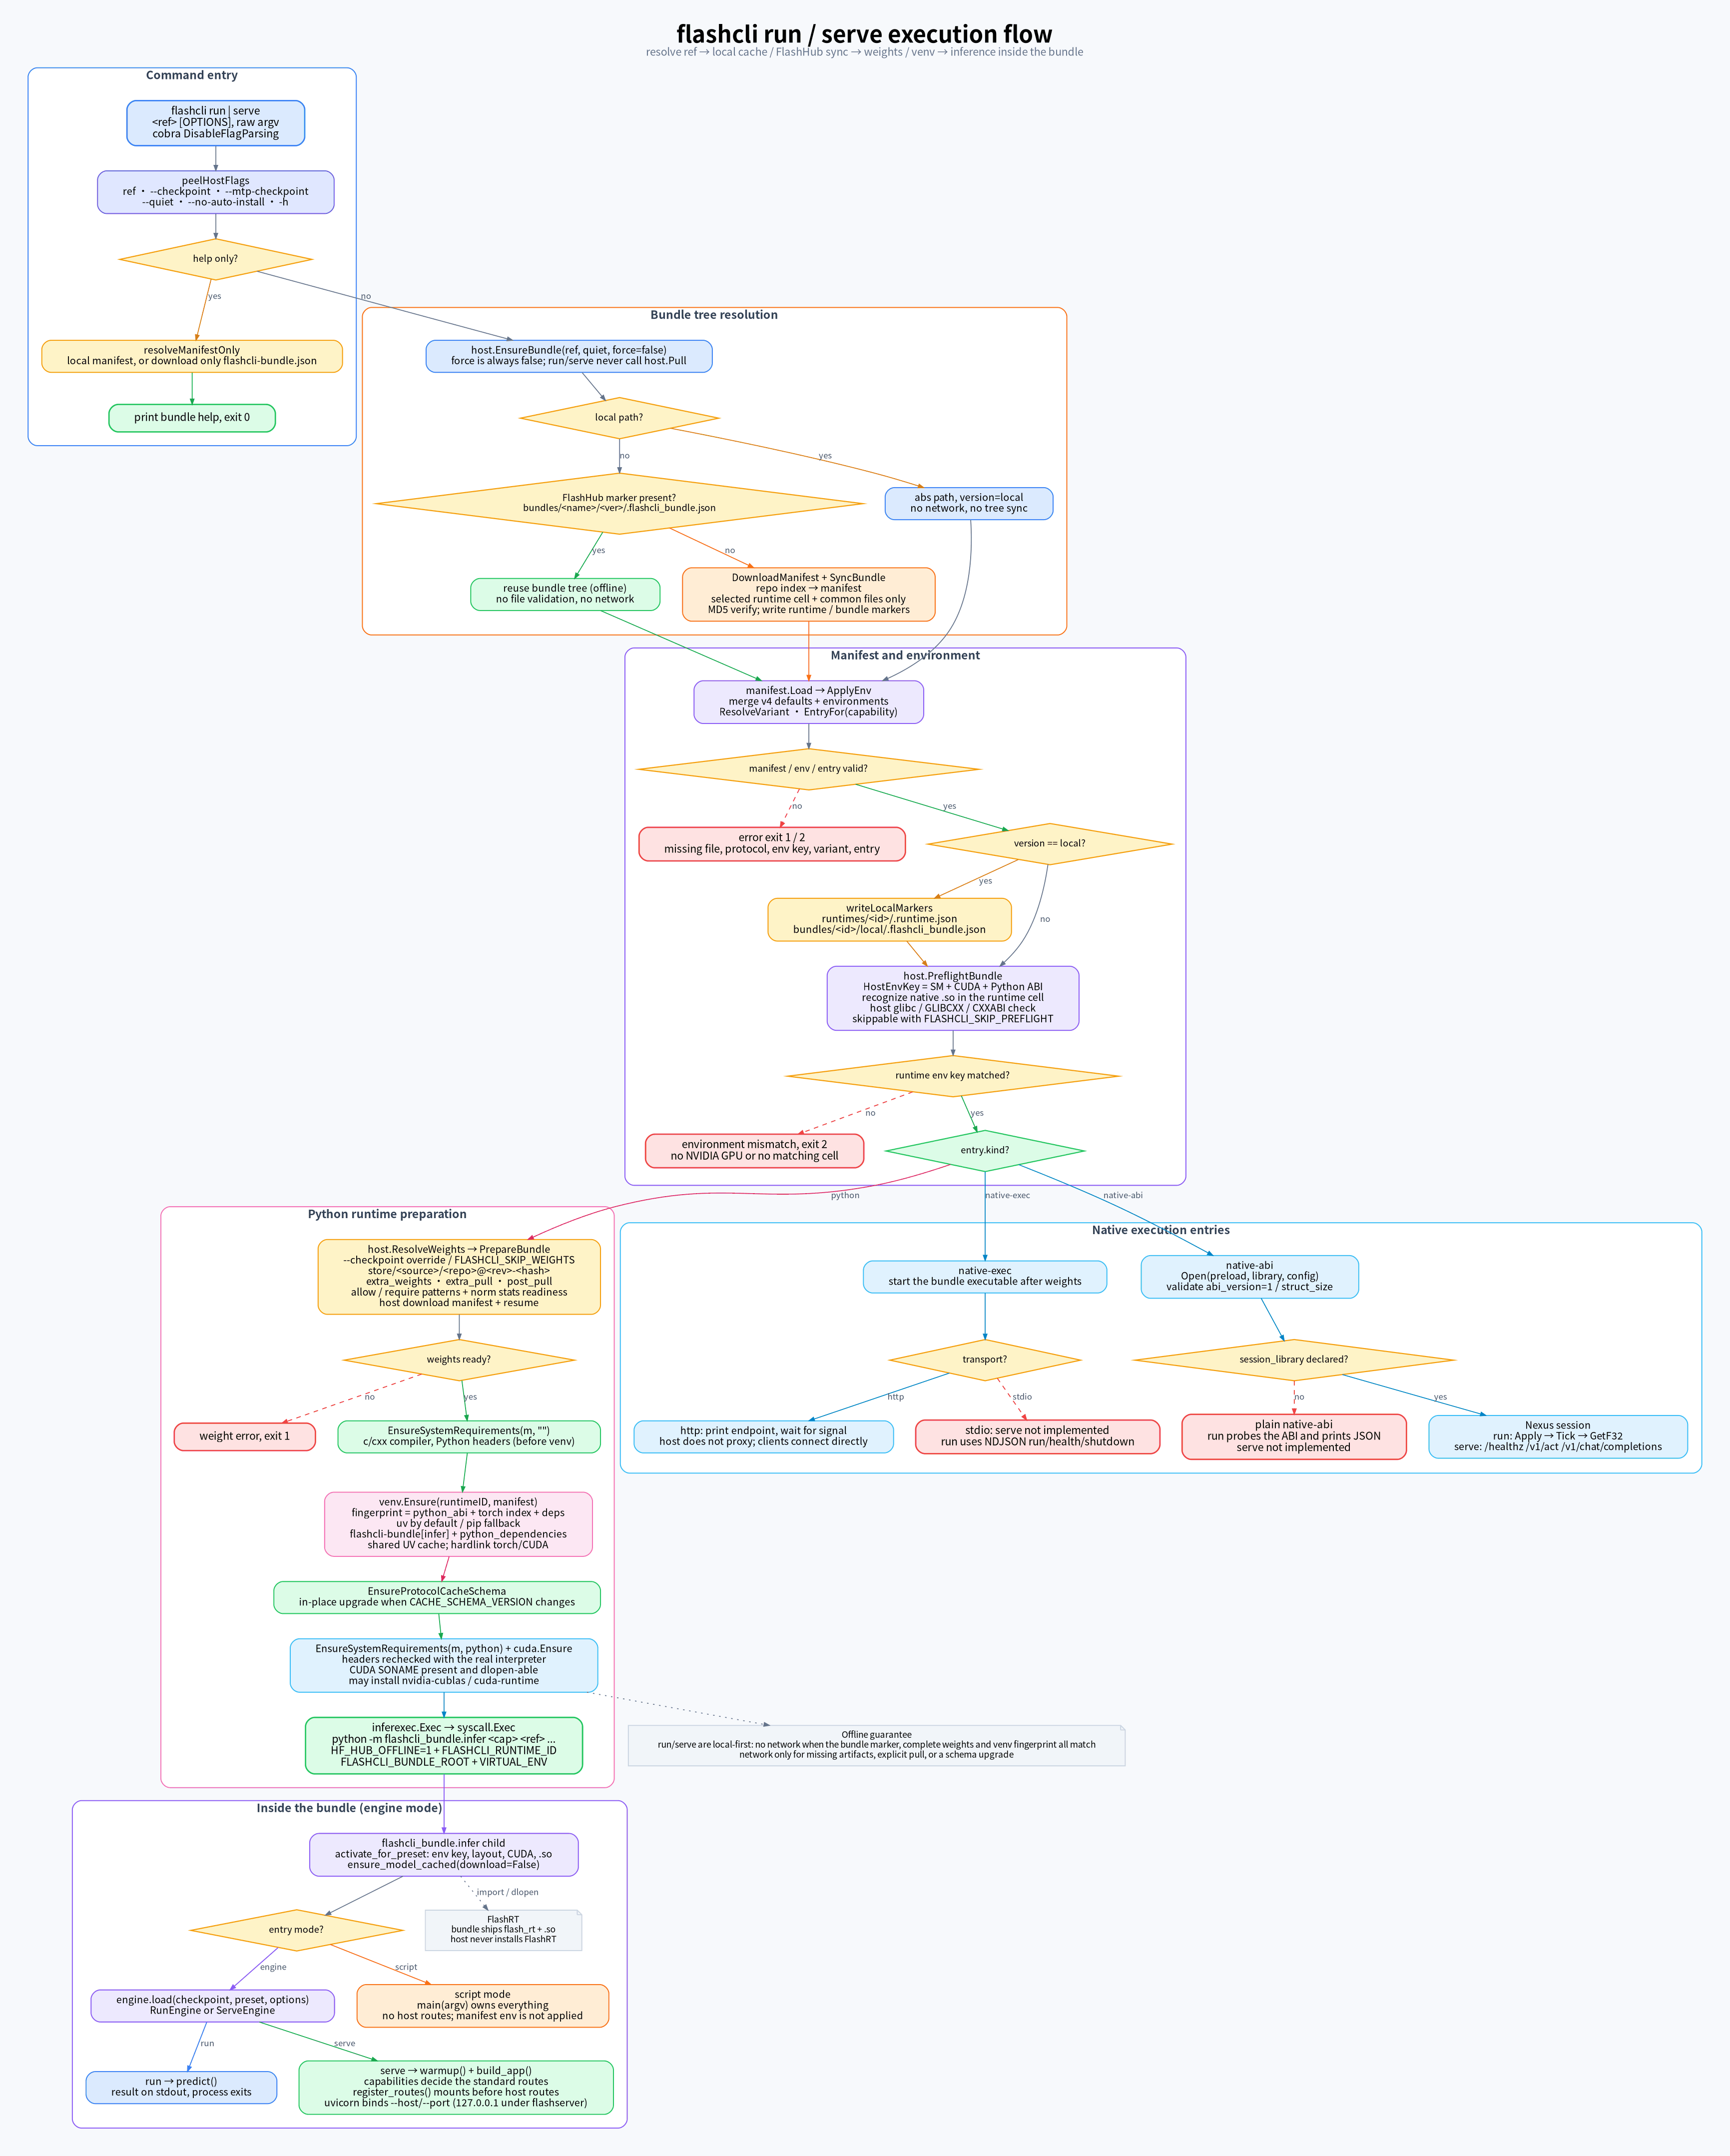 flashcli run / serve execution flow
resolve ref → local cache / FlashHub sync → weights / venv → inference inside the bundle
Command entry
flashcli run | serve
<ref> [OPTIONS], raw argv
cobra DisableFlagParsing
peelHostFlags
ref • --checkpoint • --mtp-checkpoint
--quiet • --no-auto-install • -h
help only?
yes
no
resolveManifestOnly
local manifest, or download only flashcli-bundle.json
print bundle help, exit 0
Bundle tree resolution
host.EnsureBundle(ref, quiet, force=false)
force is always false; run/serve never call host.Pull
local path?
no
yes
FlashHub marker present?
bundles/<name>/<ver>/.flashcli_bundle.json
abs path, version=local
no network, no tree sync
yes
no
reuse bundle tree (offline)
no file validation, no network
DownloadManifest + SyncBundle
repo index → manifest
selected runtime cell + common files only
MD5 verify; write runtime / bundle markers
Manifest and environment
manifest.Load → ApplyEnv
merge v4 defaults + environments
ResolveVariant • EntryFor(capability)
manifest / env / entry valid?
no
yes
error exit 1 / 2
missing file, protocol, env key, variant, entry
version == local?
yes
no
writeLocalMarkers
runtimes/<id>/.runtime.json
bundles/<id>/local/.flashcli_bundle.json
host.PreflightBundle
HostEnvKey = SM + CUDA + Python ABI
recognize native .so in the runtime cell
host glibc / GLIBCXX / CXXABI check
skippable with FLASHCLI_SKIP_PREFLIGHT
runtime env key matched?
no
yes
environment mismatch, exit 2
no NVIDIA GPU or no matching cell
entry.kind?
python
native-exec
native-abi
Python runtime preparation
host.ResolveWeights → PrepareBundle
--checkpoint override / FLASHCLI_SKIP_WEIGHTS
store/<source>/<repo>@<rev>-<hash>
extra_weights • extra_pull • post_pull
allow / require patterns + norm stats readiness
host download manifest + resume
weights ready?
no
yes
weight error, exit 1
EnsureSystemRequirements(m, "")
c/cxx compiler, Python headers (before venv)
venv.Ensure(runtimeID, manifest)
fingerprint = python_abi + torch index + deps
uv by default / pip fallback
flashcli-bundle[infer] + python_dependencies
shared UV cache; hardlink torch/CUDA
EnsureProtocolCacheSchema
in-place upgrade when CACHE_SCHEMA_VERSION changes
EnsureSystemRequirements(m, python) + cuda.Ensure
headers rechecked with the real interpreter
CUDA SONAME present and dlopen-able
may install nvidia-cublas / cuda-runtime
inferexec.Exec → syscall.Exec
python -m flashcli_bundle.infer <cap> <ref> ...
HF_HUB_OFFLINE=1 + FLASHCLI_RUNTIME_ID
FLASHCLI_BUNDLE_ROOT + VIRTUAL_ENV
Native execution entries
native-exec
start the bundle executable after weights
native-abi
Open(preload, library, config)
validate abi_version=1 / struct_size
transport?
session_library declared?
http
stdio
no
yes
http: print endpoint, wait for signal
host does not proxy; clients connect directly
stdio: serve not implemented
run uses NDJSON run/health/shutdown
plain native-abi
run probes the ABI and prints JSON
serve not implemented
Nexus session
run: Apply → Tick → GetF32
serve: /healthz /v1/act /v1/chat/completions
Offline guarantee
run/serve are local-first: no network when the bundle marker, complete weights and venv fingerprint all match
network only for missing artifacts, explicit pull, or a schema upgrade
Inside the bundle (engine mode)
flashcli_bundle.infer child
activate_for_preset: env key, layout, CUDA, .so
ensure_model_cached(download=False)
import / dlopen
entry mode?
FlashRT
bundle ships flash_rt + .so
host never installs FlashRT
engine
script
engine.load(checkpoint, preset, options)
RunEngine or ServeEngine
script mode
main(argv) owns everything
no host routes; manifest env is not applied
run
serve
run → predict()
result on stdout, process exits
serve → warmup() + build_app()
capabilities decide the standard routes
register_routes() mounts before host routes
uvicorn binds --host/--port (127.0.0.1 under flashserver)